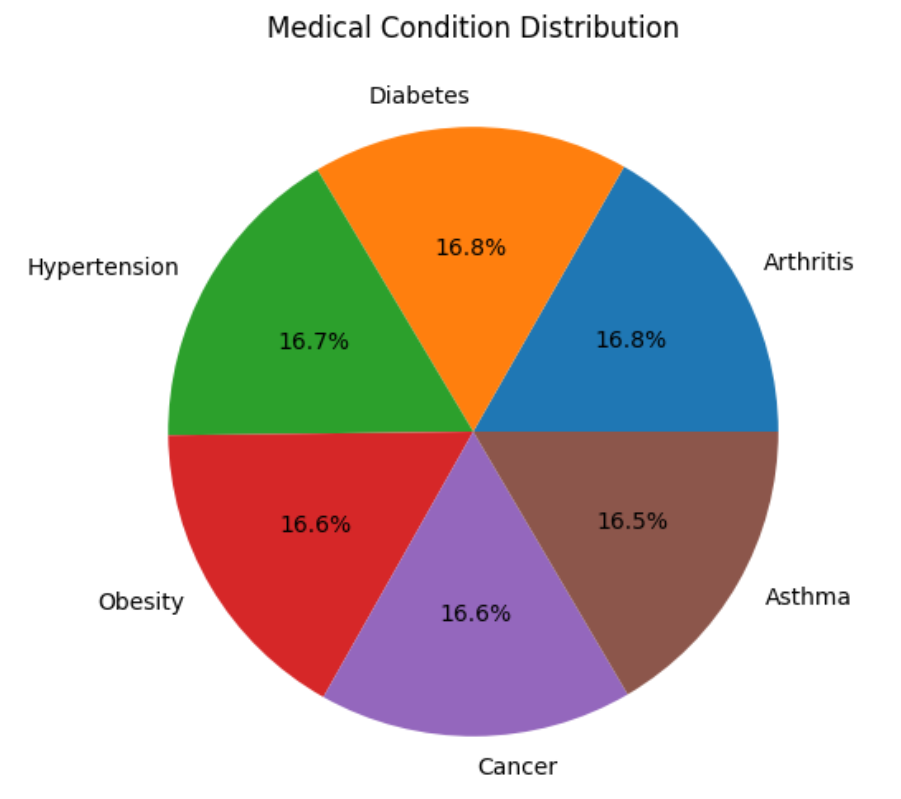 Medical Condition Distribution
Diabetes
16.8%
Arthritis
16.8%
Hypertension
16.7%
Obesity
16.6%
Cancer
16.6%
Asthma
16.5%